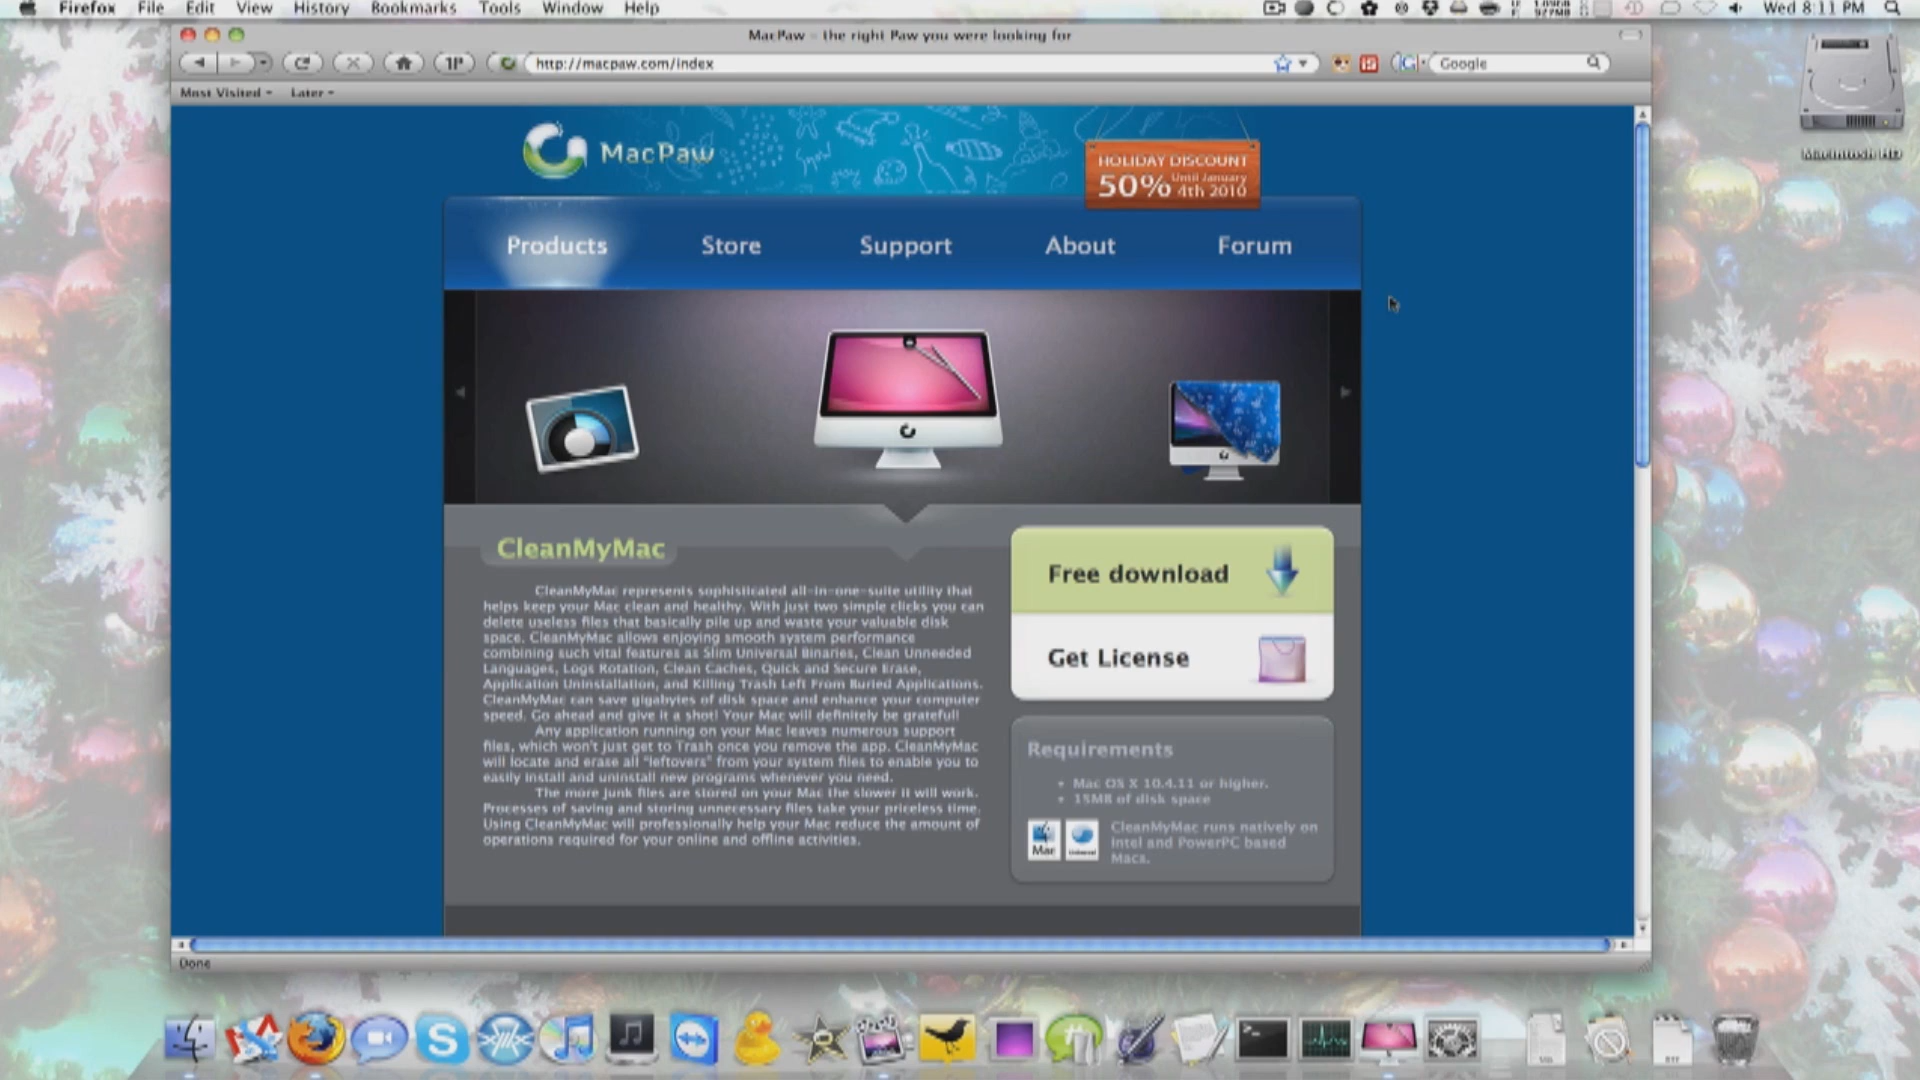 Firefox File Edit View History Bookmarks Tools Window Help
Wed 8:11 PM
MacPaw - the right Paw you were looking for
1P
http://macpaw.com/index
Google
Most Visited
Later
Macintosh HD
MacPaw
HOLIDAY DISCOUNT
50% Until January
4th 2010
Products Store Support About Forum
CleanMyMac
CleanMyMac represents sophisticated all-in-one-suite utility that
helps keep your Mac clean and healthy. With just two simple clicks you can
delete useless files that basically pile up and waste your valuable disk
space. CleanMyMac allows enjoying smooth system performance
combining such vital features as Slim Universal Binaries, Clean Unneeded
Languages, Logs Rotation, Clean Caches, Quick and Secure Erase,
Application Uninstallation, and Killing Trash Left From Buried Applications.
CleanMyMac can save gigabytes of disk space and enhance your computer
speed. Go ahead and give it a shot! Your Mac will definitely be grateful!
Any application running on your Mac leaves numerous support
files, which won't just get to Trash once you remove the app. CleanMyMac
will locate and erase all "leftovers" from your system files to enable you to
easily install and uninstall new programs whenever you need.
The more junk files are stored on your Mac the slower it will work.
Processes of saving and storing unnecessary files take your priceless time.
Using CleanMyMac will professionally help your Mac reduce the amount of
operations required for your online and offline activities.
Free download
Get License
Requirements
• Mac OS X 10.4.11 or higher.
• 15MB of disk space
Mac
Universal
CleanMyMac runs natively on
Intel and PowerPC based
Macs.
Done